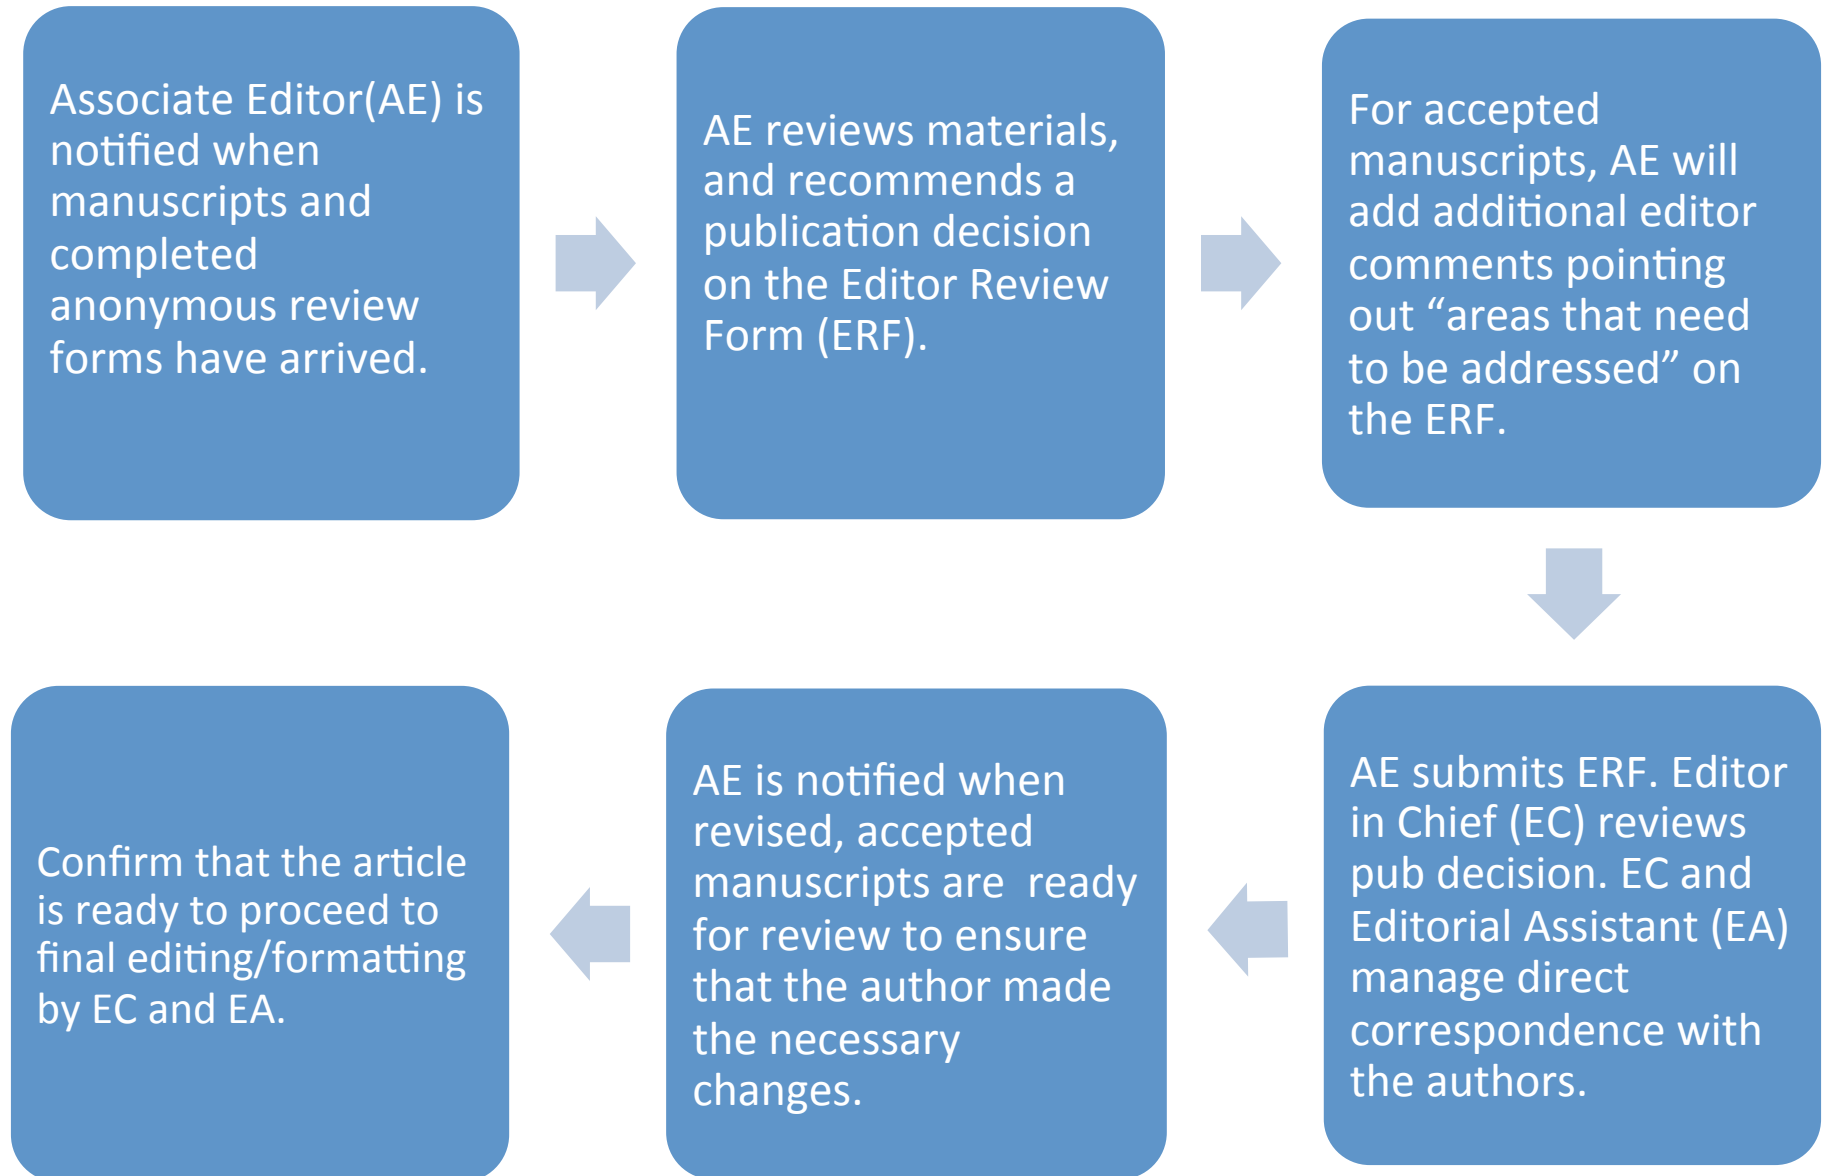 Associate Editor(AE) is
notified when
manuscripts and
completed
anonymous review
forms have arrived.
AE reviews materials,
and recommends a
publication decision
on the Editor Review
Form (ERF).
For accepted
manuscripts, AE will
add additional editor
comments pointing
out “areas that need
to be addressed” on
the ERF.
AE submits ERF. Editor
in Chief (EC) reviews
pub decision. EC and
Editorial Assistant (EA)
manage direct
correspondence with
the authors.
AE is notified when
revised, accepted
manuscripts are  ready
for review to ensure
that the author made
the necessary
changes.
Confirm that the article
is ready to proceed to
final editing/formatting
by EC and EA.